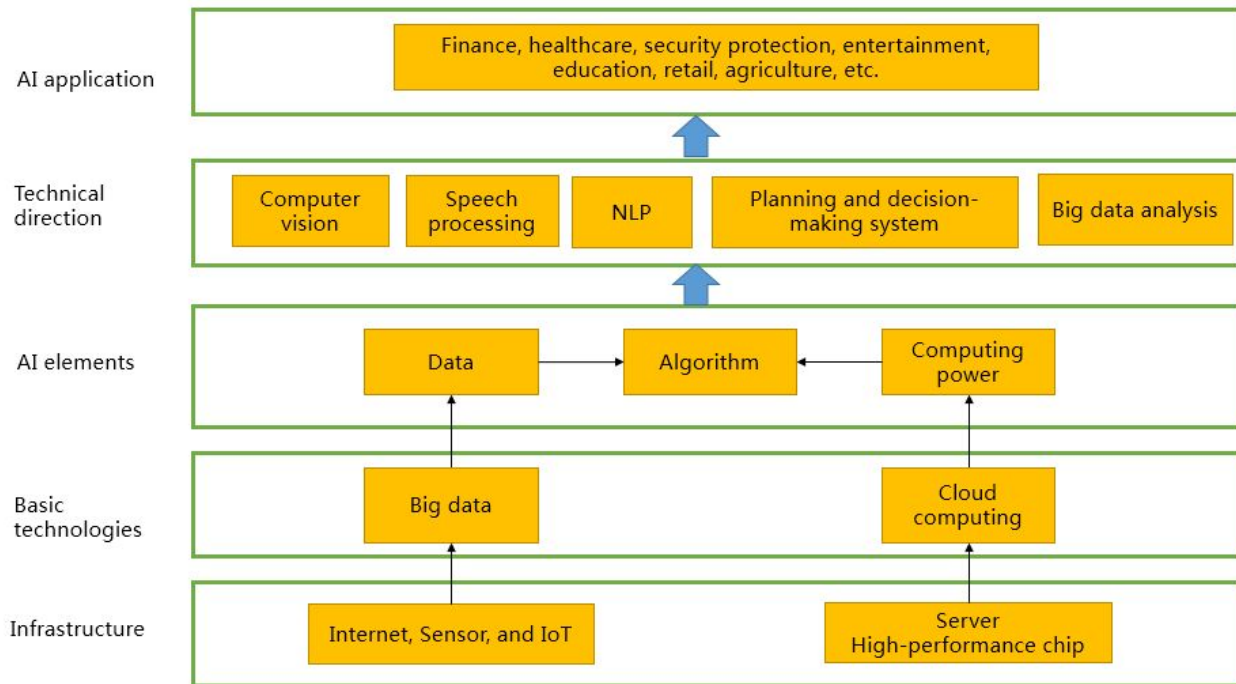 AI application
Finance, healthcare, security protection, entertainment,
education, retail, agriculture, etc.
Technical
direction
Computer
vision
Speech
processing
NLP
Planning and decision-
making system
Big data analysis
AI elements
Data
Algorithm
Computing
power
Basic
technologies
Big data
Cloud
computing
Infrastructure
Internet, Sensor, and IoT
Server
High-performance chip